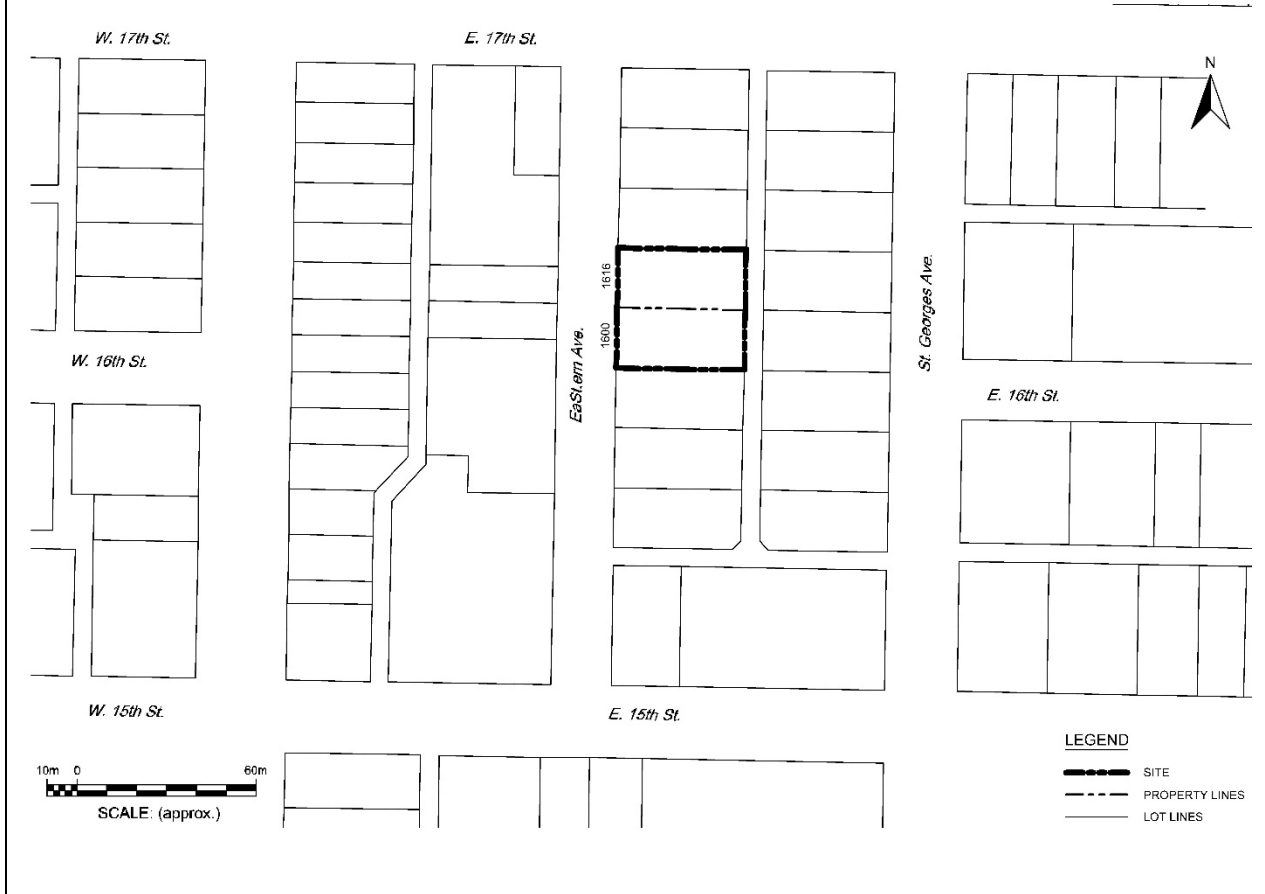 W. 17th St.
E. 17th St.
N
1616
1600
EaSt.ern Ave.
St. Georges Ave.
W. 16th St.
E. 16th St.
W. 15th St.
E. 15th St.
10m 0 60m
SCALE: (approx.)
LEGEND
SITE
PROPERTY LINES
LOT LINES